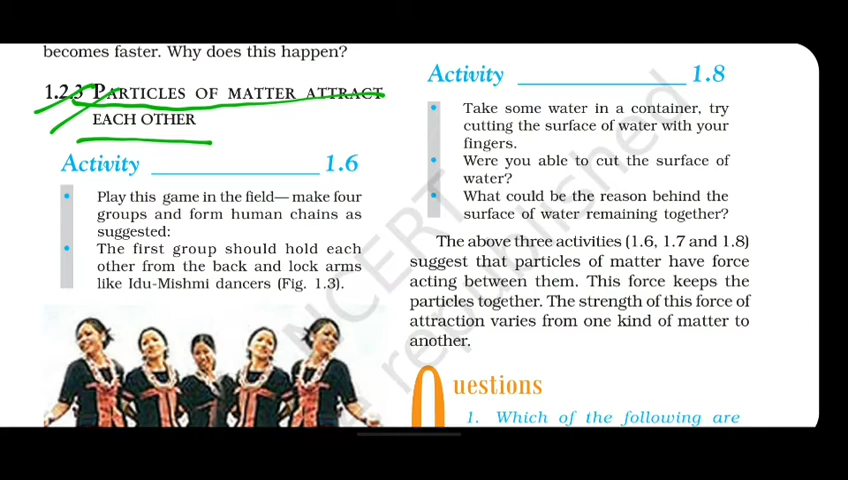 becomes faster. Why does this happen?
1.2.3 PARTICLES OF MATTER ATTRACT
EACH OTHER
Activity 1.6
• Play this game in the field— make four
groups and form human chains as
suggested:
• The first group should hold each
other from the back and lock arms
like Idu-Mishmi dancers (Fig. 1.3).
Activity 1.8
• Take some water in a container, try
cutting the surface of water with your
fingers.
• Were you able to cut the surface of
water?
• What could be the reason behind the
surface of water remaining together?
The above three activities (1.6, 1.7 and 1.8)
suggest that particles of matter have force
acting between them. This force keeps the
particles together. The strength of this force of
attraction varies from one kind of matter to
another.
Questions
1. Which of the following are
NCERT
republished